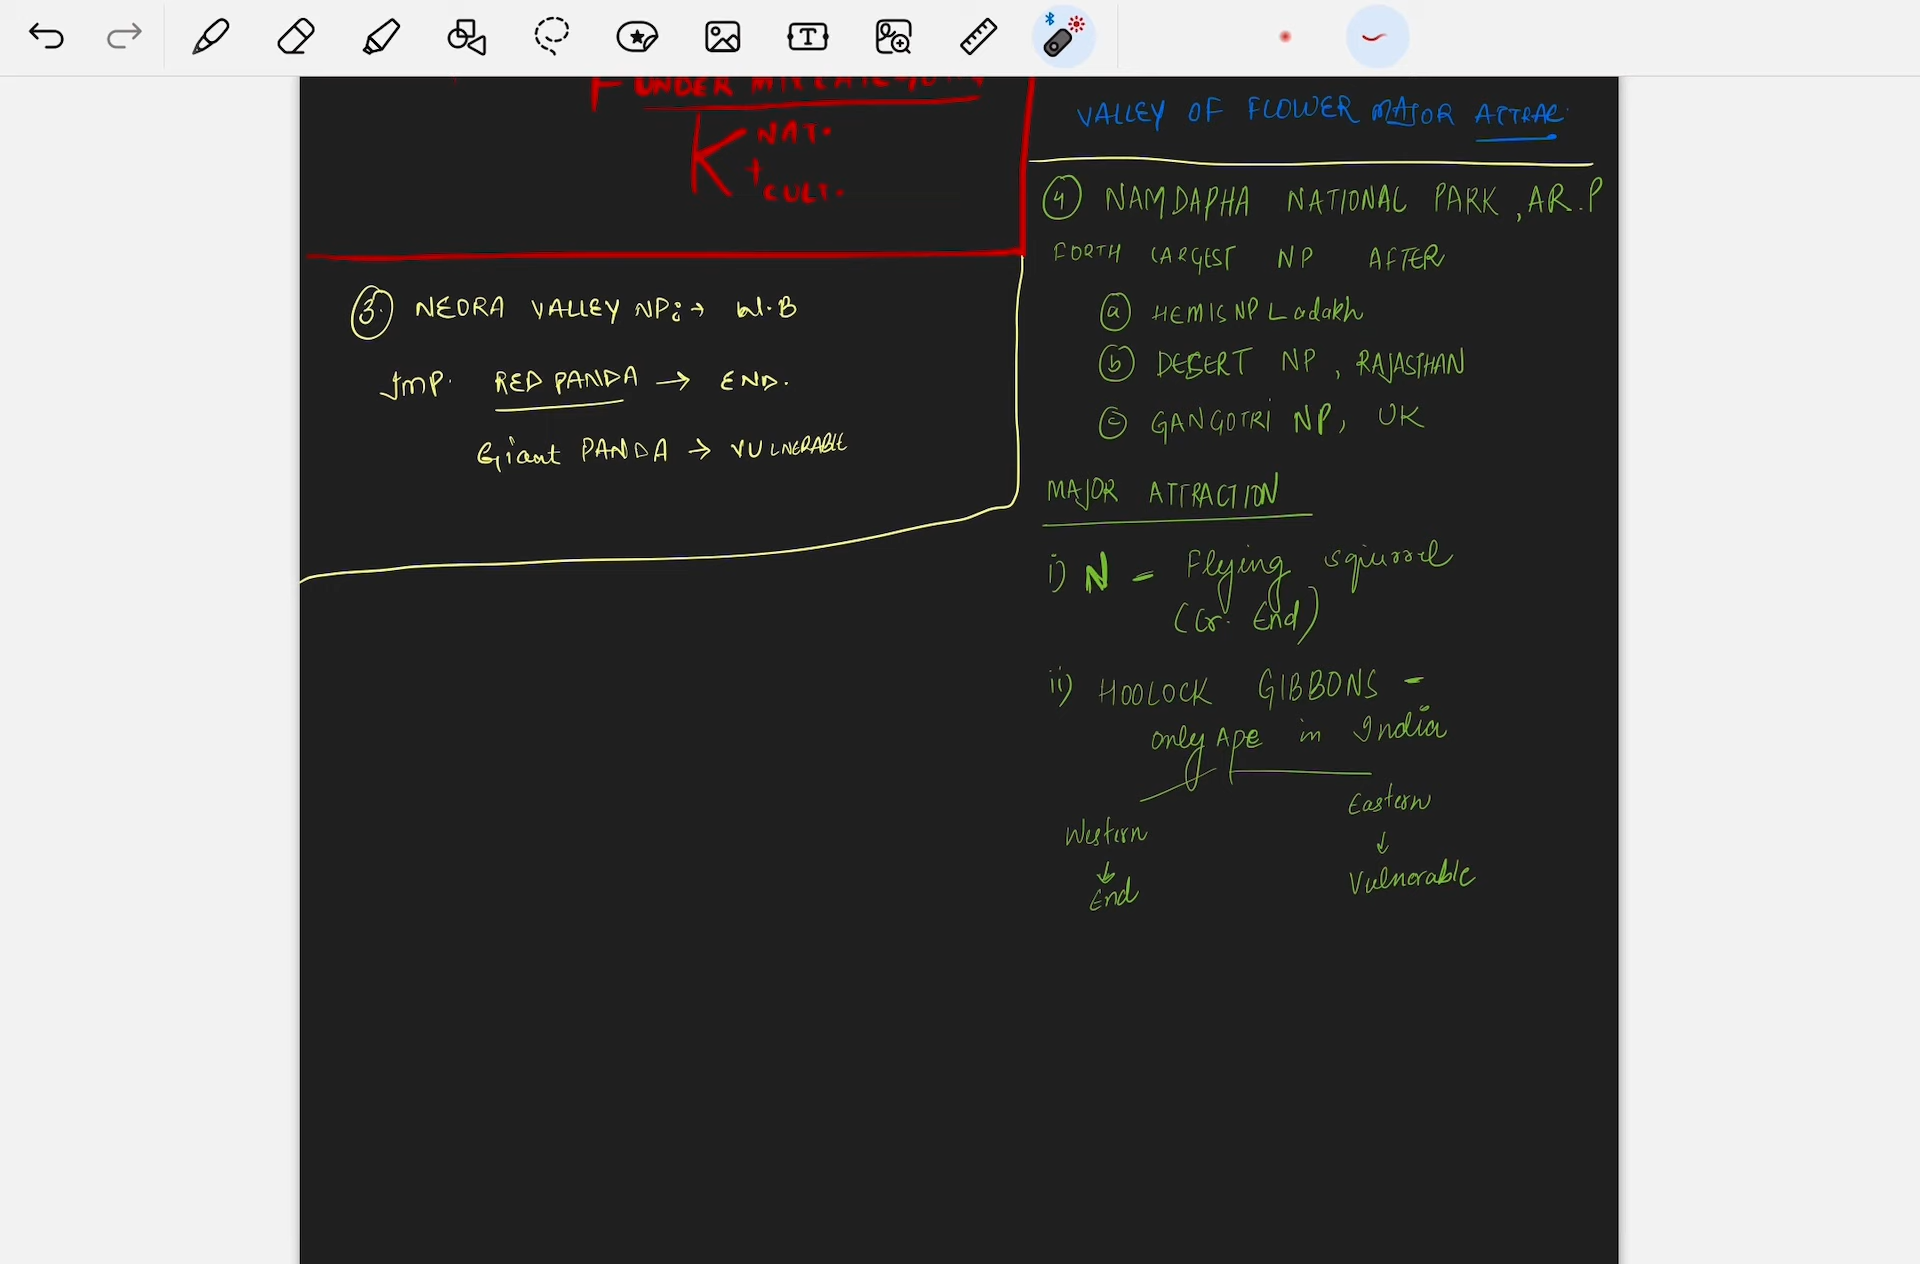 UNDER
K NAT.
+
CULT.
③ NEORA VALLEY NP:→ W.B
Imp. RED PANDA → END.
Giant PANDA → VULNERABLE
VALLEY OF FLOWER MAJOR ATTRAC.
④ NAMDAPHA NATIONAL PARK, AR.P
FORTH LARGEST NP AFTER
ⓐ HEMIS NP Ladakh
ⓑ DESERT NP, RAJASTHAN
ⓒ GANGOTRI NP, UK
MAJOR ATTRACTION
i) N - Flying squirrel
(Cr. End)
ii) HOOLOCK GIBBONS -
only Ape in India
Western
↓
End
Eastern
↓
Vulnerable